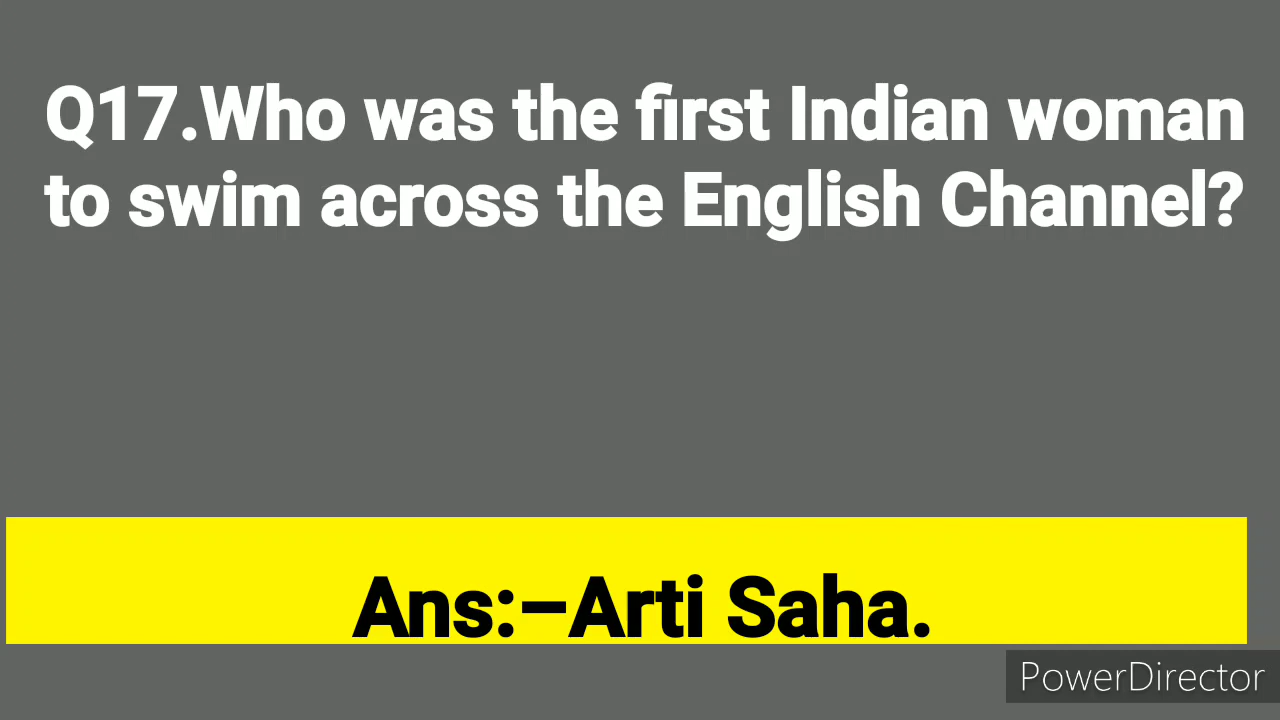 Q17.Who was the first Indian woman
to swim across the English Channel?
Ans:–Arti Saha.
PowerDirector